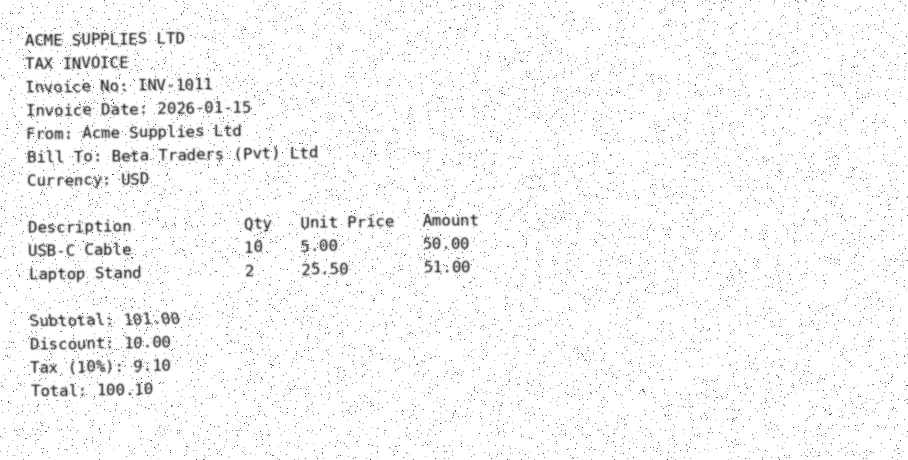 ACME SUPPLIES LTD
TAX INVOICE
Invoice No: INV-1011
Invoice Date: 2026-01-15
From: Acme Supplies Ltd
Bill To: Beta Traders (Pvt) Ltd
Currency: USD
Description Qty Unit Price Amount
USB-C Cable 10 5.00 50.00
Laptop Stand 2 25.50 51.00
Subtotal: 101.00
Discount: 10.00
Tax (10%): 9.10
Total: 100.10